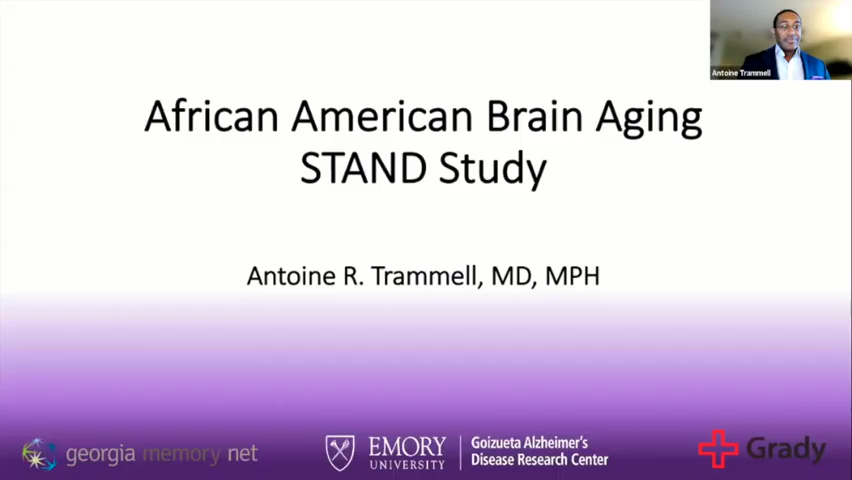 Antoine Trammell
African American Brain Aging
STAND Study
Antoine R. Trammell, MD, MPH
georgia memory net
EMORY
UNIVERSITY
Goizueta Alzheimer's
Disease Research Center
Grady